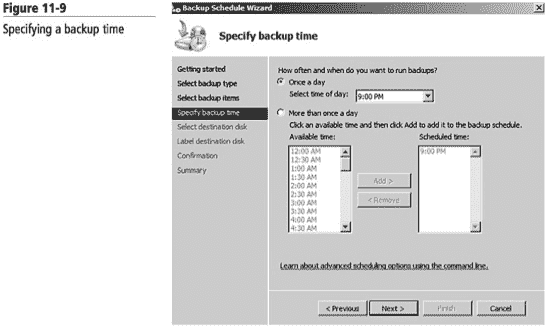 Figure 11-9
Specifying a backup time
Backup Schedule Wizard
Specify backup time
Getting started
Select backup type
Select backup items
Specify backup time
Select destination disk
Label destination disk
Confirmation
Summary
How often and when do you want to run backups?
Once a day
Select time of day: 9:00 PM
More than once a day
Click an available time and then click Add to add it to the backup schedule.
Available time: Scheduled time:
12:00 AM 9:00 PM
12:30 AM
1:00 AM
1:30 AM
2:00 AM
2:30 AM
3:00 AM
3:30 AM
4:00 AM
4:30 AM
Add >
< Remove
Learn about advanced scheduling options using the command line.
< Previous Next > Finish Cancel